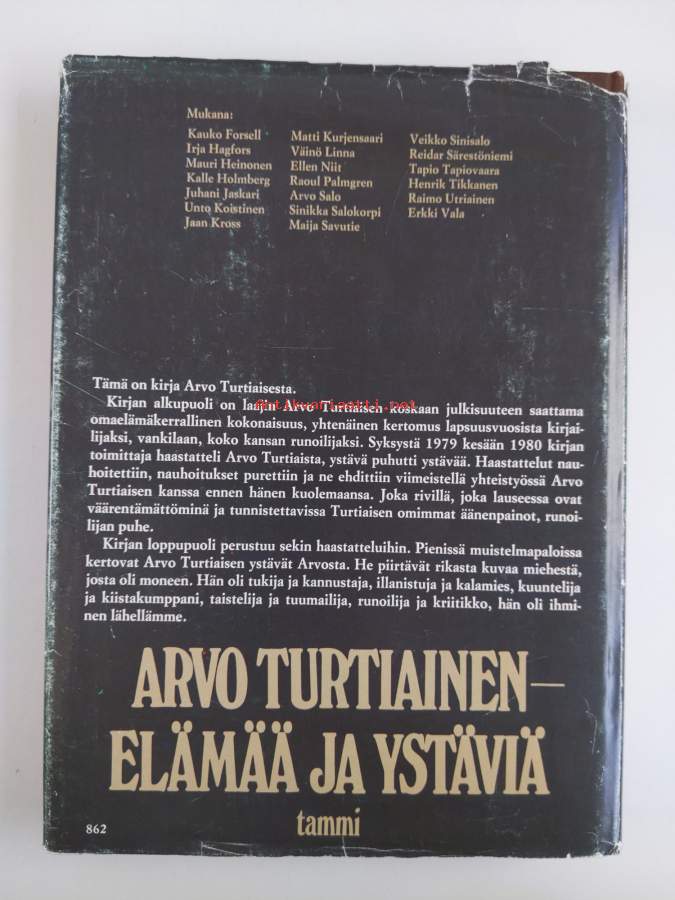 Mukana:
Kauko Forsell
Irja Hagfors
Mauri Heinonen
Kalle Holmberg
Juhani Jaskari
Unto Koistinen
Jaan Kross
Matti Kurjensaari
Väinö Linna
Ellen Niit
Raoul Palmgren
Arvo Salo
Sinikka Salokorpi
Maija Savutie
Veikko Sinisalo
Reidar Särestöniemi
Tapio Tapiovaara
Henrik Tikkanen
Raimo Utriainen
Erkki Vala
Tämä on kirja Arvo Turtiaisesta.
Kirjan alkupuoli on laajin Arvo Turtiaisen koskaan julkisuuteen saattama
omaelämäkerrallinen kokonaisuus, yhtenäinen kertomus lapsuusvuosista kirjai-
lijaksi, vankilaan, koko kansan runoilijaksi. Syksystä 1979 kesään 1980 kirjan
toimittaja haastatteli Arvo Turtiaista, ystävä puhutti ystävää. Haastattelut nau-
hoitettiin, nauhoitukset purettiin ja ne ehdittiin viimeistellä yhteistyössä Arvo
Turtiaisen kanssa ennen hänen kuolemaansa. Joka rivillä, joka lauseessa ovat
väärentämättöminä ja tunnistettavissa Turtiaisen omimmat äänenpainot, runoi-
lijan puhe.
Kirjan loppupuoli perustuu sekin haastatteluihin. Pienissä muistelmapaloissa
kertovat Arvo Turtiaisen ystävät Arvosta. He piirtävät rikasta kuvaa miehestä,
josta oli moneen. Hän oli tukija ja kannustaja, illanistuja ja kalamies, kuuntelija
ja kiistakumppani, taistelija ja tuumailija, runoilija ja kriitikko, hän oli ihmi-
nen lähellämme.
ARVO TURTIAINEN–
ELÄMÄÄ JA YSTÄVIÄ
tammi
862